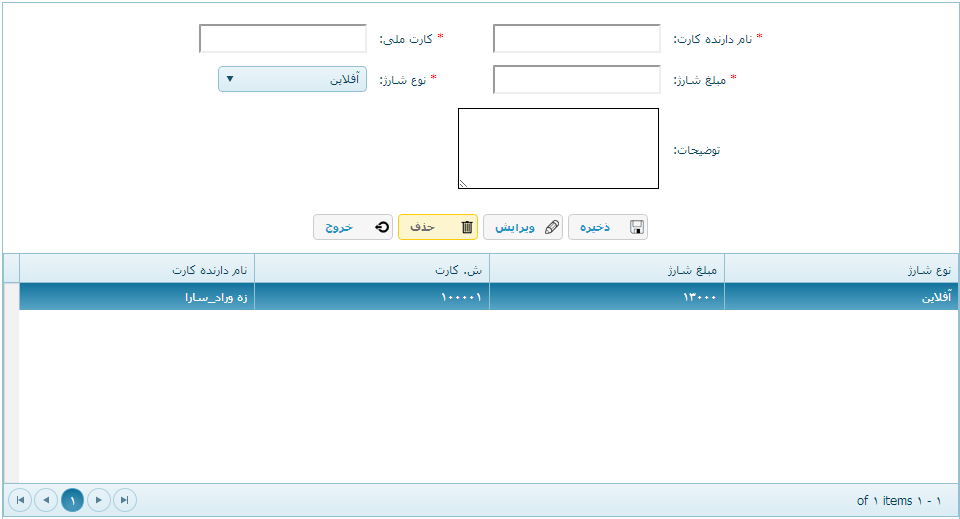 * نام دارنده کارت: * کارت ملی:
* مبلغ شارژ: * نوع شارژ: آفلاین
توضیحات:
ذخیره ویرایش حذف خروج
نوع شارژ مبلغ شارژ ش. کارت نام دارنده کارت
آفلاین ۱۳۰۰۰ ۱۰۰۰۰۱ زه وراد_سارا
۱ - ۱ of ۱ items ۱